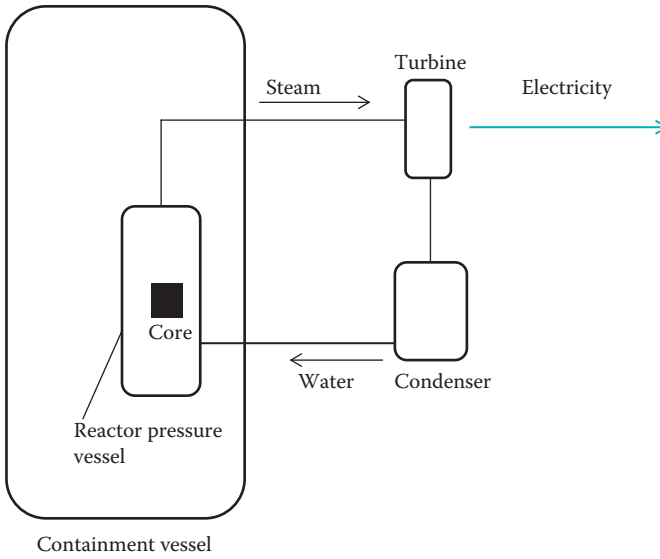 Turbine
Steam
Electricity
Core
Water
Condenser
Reactor pressure
vessel
Containment vessel